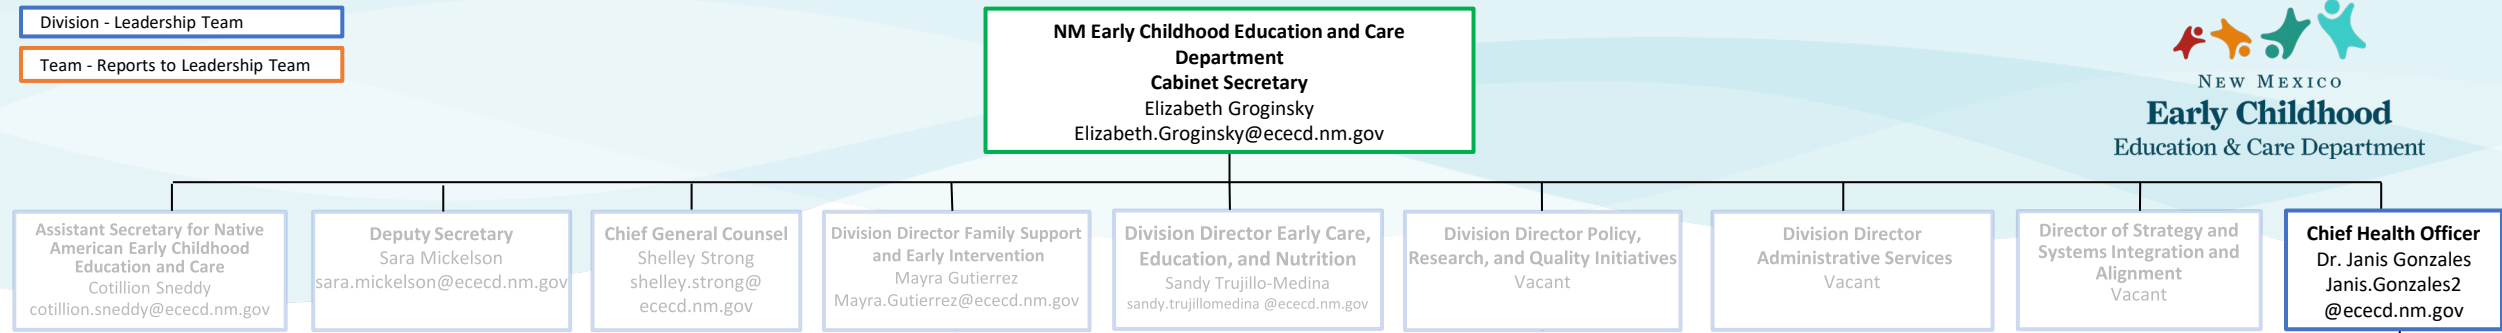 Division - Leadership Team
Team - Reports to Leadership Team
NM Early Childhood Education and Care
Department
Cabinet Secretary
Elizabeth Groginsky
Elizabeth.Groginsky@ececd.nm.gov
NEW MEXICO
Early Childhood
Education & Care Department
Assistant Secretary for Native
American Early Childhood
Education and Care
Cotillion Sneddy
cotillion.sneddy@ececd.nm.gov
Deputy Secretary
Sara Mickelson
sara.mickelson@ececd.nm.gov
Chief General Counsel
Shelley Strong
shelley.strong@
ececd.nm.gov
Division Director Family Support
and Early Intervention
Mayra Gutierrez
Mayra.Gutierrez@ececd.nm.gov
Division Director Early Care,
Education, and Nutrition
Sandy Trujillo-Medina
sandy.trujillomedina @ececd.nm.gov
Division Director Policy,
Research, and Quality Initiatives
Vacant
Division Director
Administrative Services
Vacant
Director of Strategy and
Systems Integration and
Alignment
Vacant
Chief Health Officer
Dr. Janis Gonzales
Janis.Gonzales2
@ececd.nm.gov